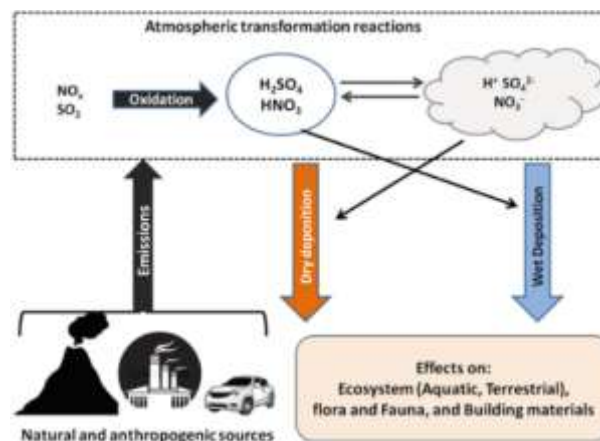 Atmospheric transformation reactions
NOₓ
SO₂
Oxidation
H₂SO₄
HNO₃
H⁺ SO₄²⁻
NO₃⁻
Emissions
Dry deposition
Wet Deposition
Effects on:
Ecosystem (Aquatic, Terrestrial),
flora and Fauna, and Building materials
Natural and anthropogenic sources